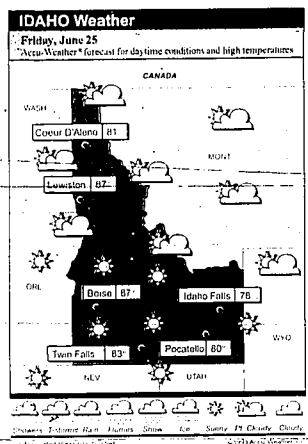 IDAHO Weather
Friday, June 25
Accu-Weather® forecast for daytime conditions and high temperatures
CANADA
WASH
Coeur D'Alene 81
MONT
Lewiston 87°
ORE
Boise 87°
Idaho Falls 78
WYO
Twin Falls 83°
Pocatello 80°
NEV
UTAH
Showers T-storms Rain Flurries Snow Ice Sunny Pt. Cloudy Cloudy